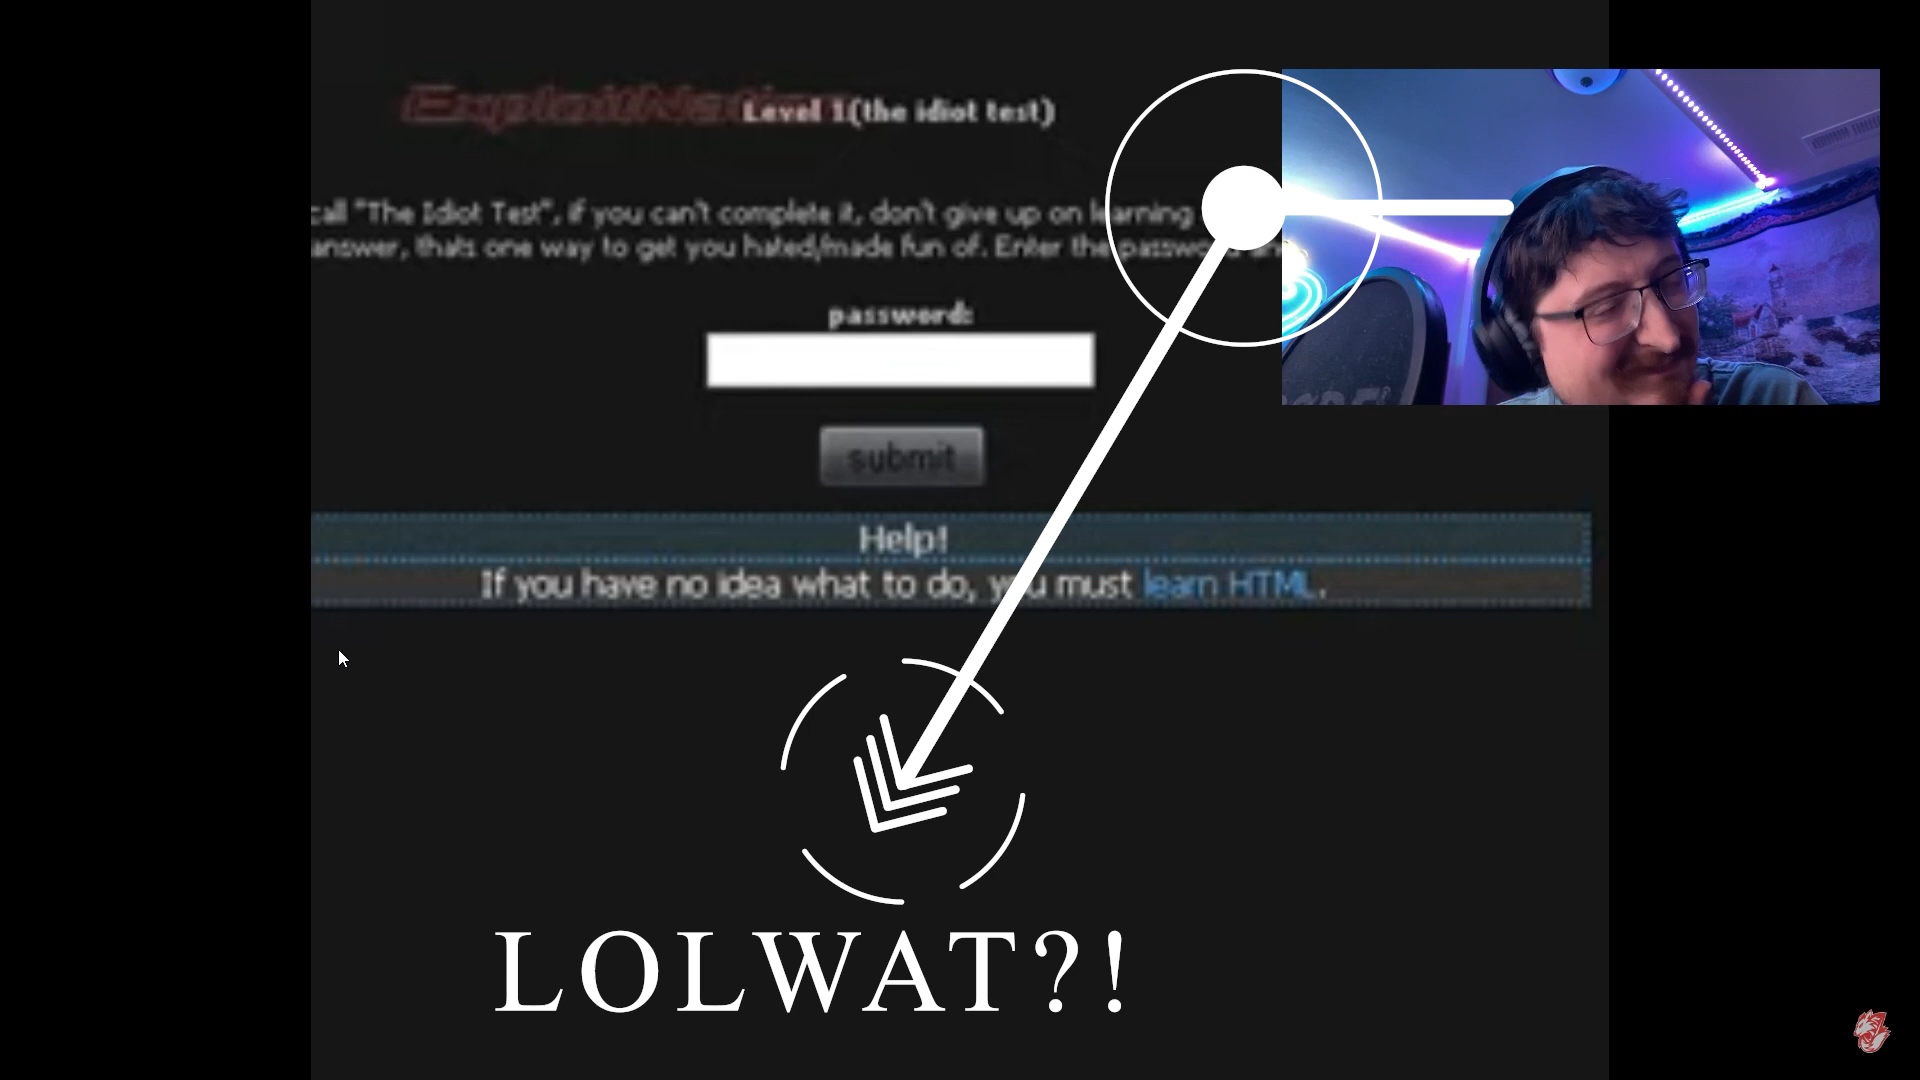 ExploitNation
Level 1(the idiot test)
call "The Idiot Test", if you can't complete it, don't give up on learning
answer, thats one way to get you hated/made fun of. Enter the password
password:
submit
Help!
If you have no idea what to do, you must learn HTML.
LOLWAT?!